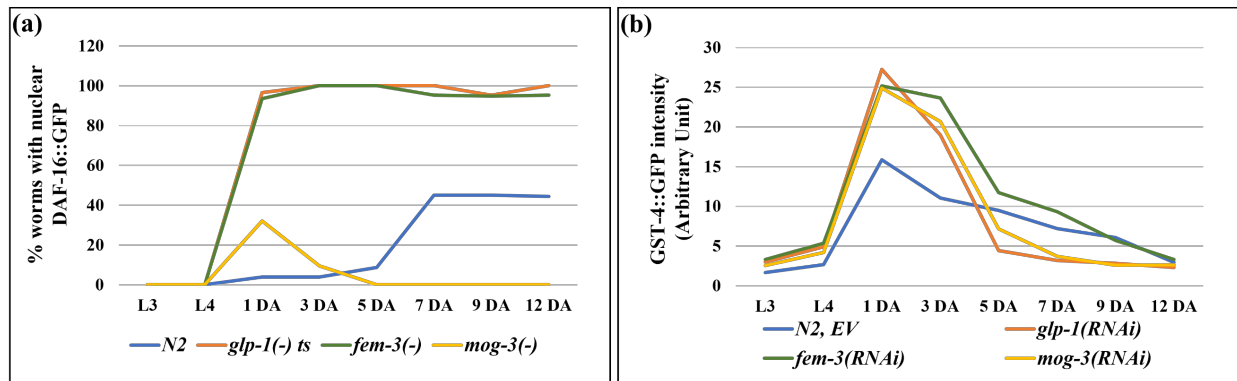 (a)
% worms with nuclear
DAF-16::GFP
120
100
80
60
40
20
0
L3 L4 1 DA 3 DA 5 DA 7 DA 9 DA 12 DA
N2 glp-1(-) ts fem-3(-) mog-3(-)
(b)
GST-4::GFP intensity
(Arbitrary Unit)
30
25
20
15
10
5
0
L3 L4 1 DA 3 DA 5 DA 7 DA 9 DA 12 DA
N2, EV glp-1(RNAi)
fem-3(RNAi) mog-3(RNAi)